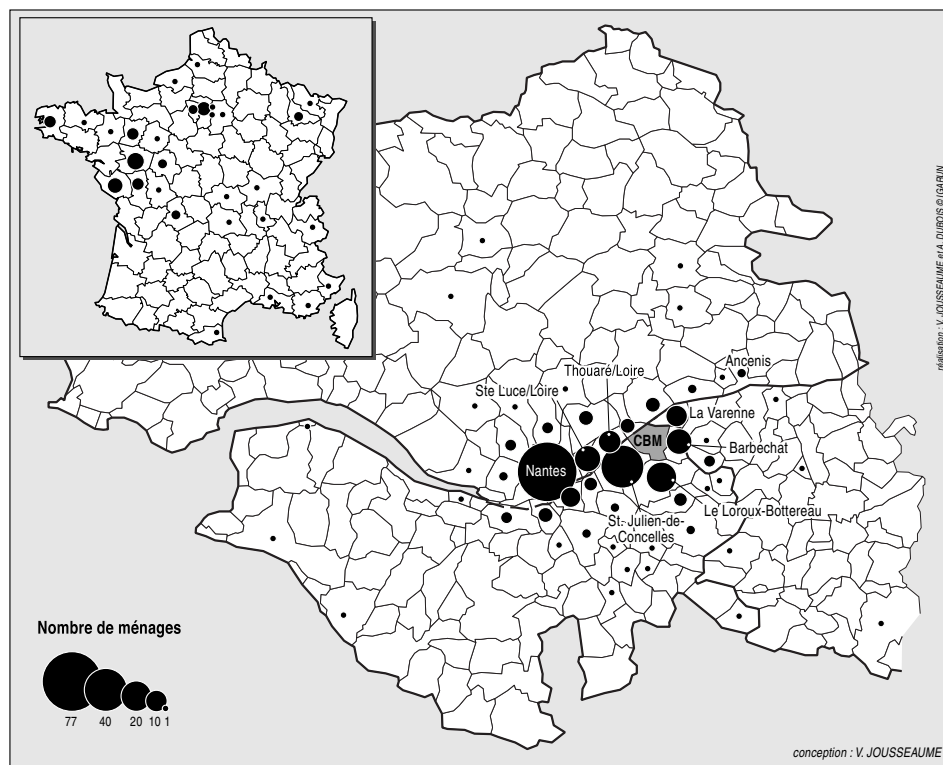 réalisation : V. JOUSSEAUME et A. DUBOIS © IGARUN
Ancenis
Thouaré/Loire
Ste Luce/Loire
La Varenne
CBM
Barbechat
Nantes
Le Loroux-Bottereau
St. Julien-de-
Concelles
Nombre de ménages
77 40 20 10 1
conception : V. JOUSSEAUME